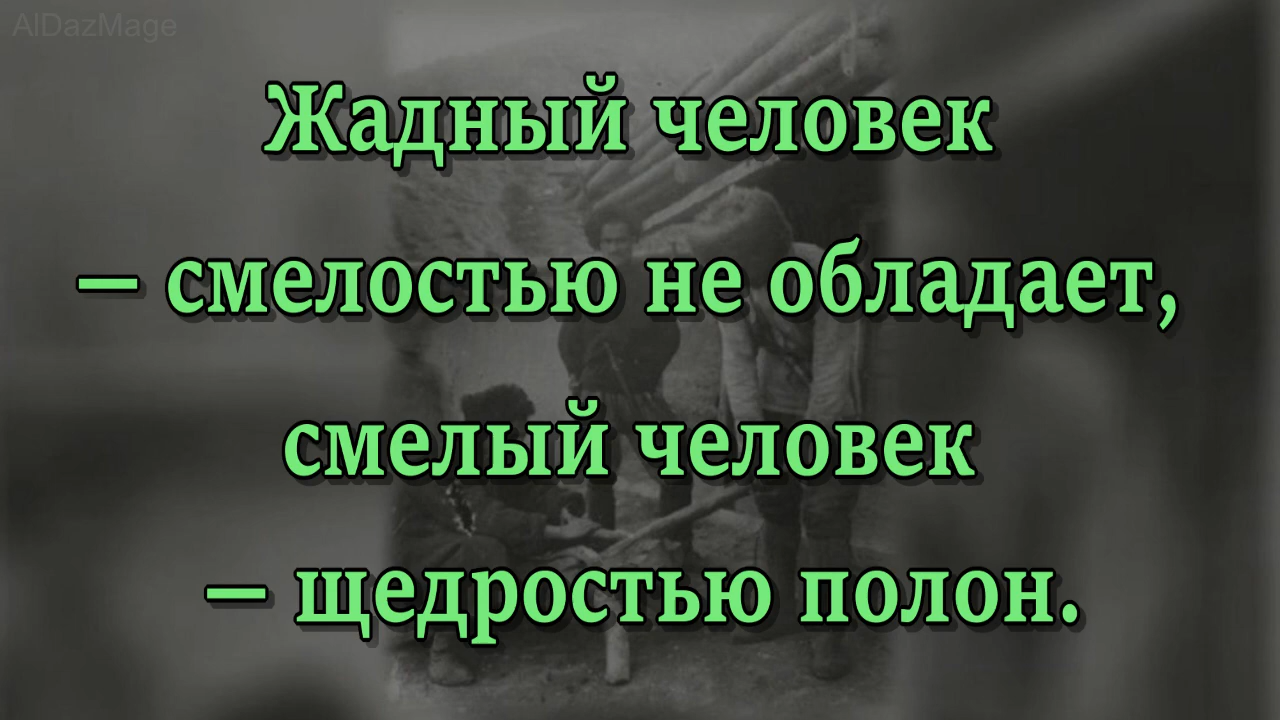 AlDazMage
Жадный человек
– смелостью не обладает,
смелый человек
– щедростью полон.